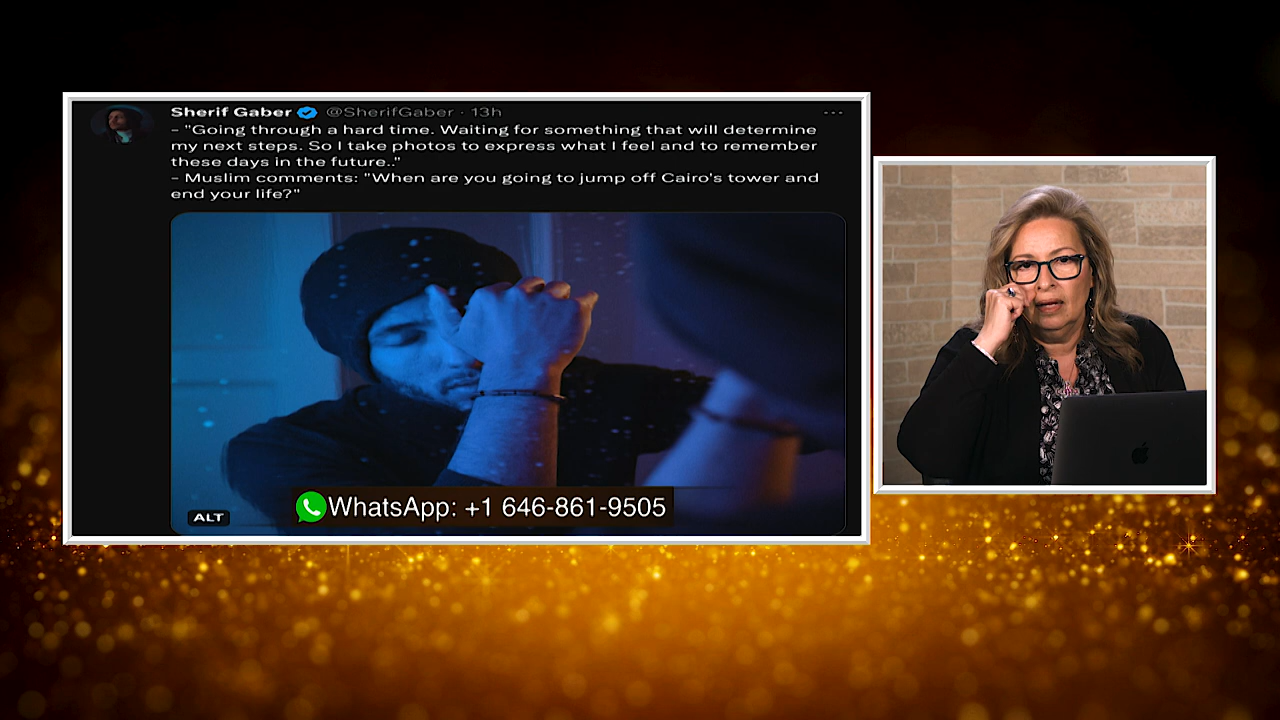 Sherif Gaber @SherifGaber · 13h
- "Going through a hard time. Waiting for something that will determine
my next steps. So I take photos to express what I feel and to remember
these days in the future.."
- Muslim comments: "When are you going to jump off Cairo's tower and
end your life?"
ALT
WhatsApp: +1 646-861-9505